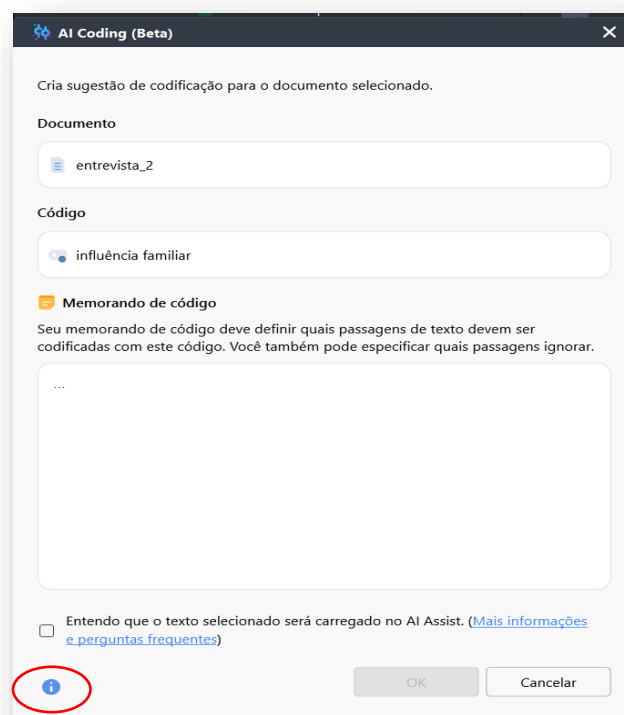 AI Coding (Beta)
Cria sugestão de codificação para o documento selecionado.
Documento
entrevista_2
Código
influência familiar
Memorando de código
Seu memorando de código deve definir quais passagens de texto devem ser
codificadas com este código. Você também pode especificar quais passagens ignorar.
...
Entendo que o texto selecionado será carregado no AI Assist. (Mais informações
e perguntas frequentes)
OK
Cancelar